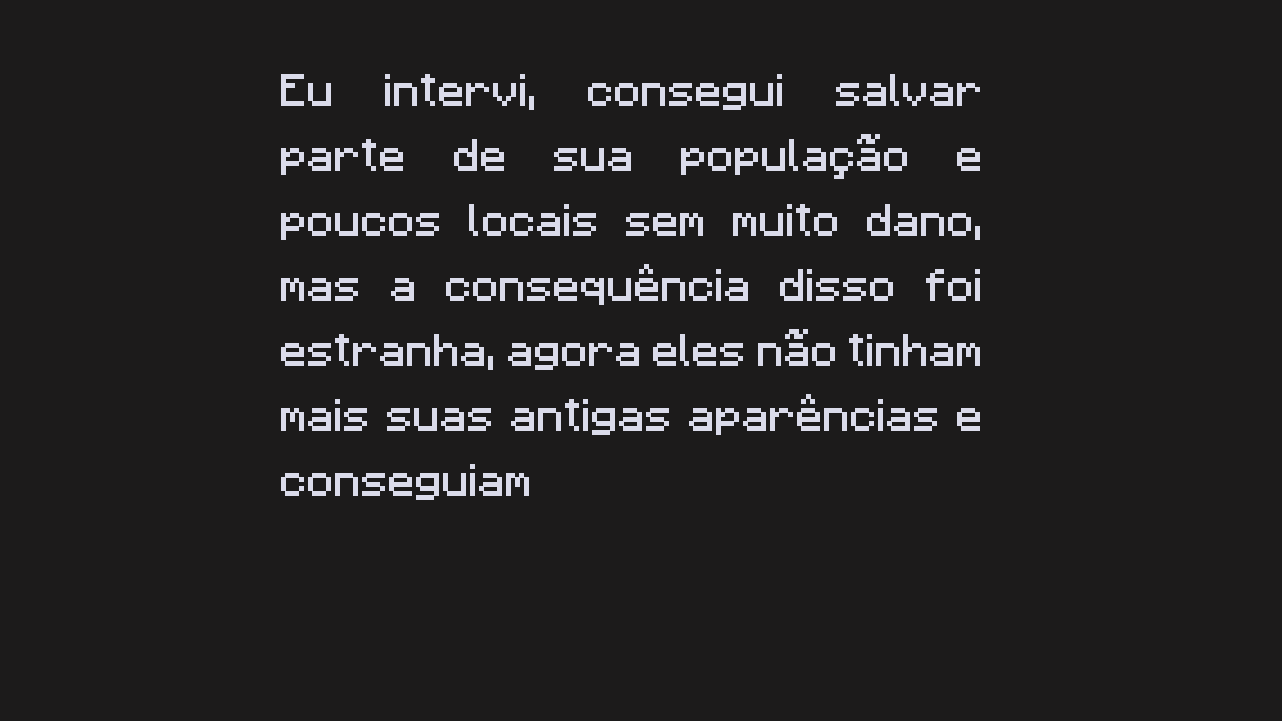 Eu intervi, consegui salvar
parte de sua população e
poucos locais sem muito dano,
mas a consequência disso foi
estranha, agora eles não tinham
mais suas antigas aparências e
conseguiam